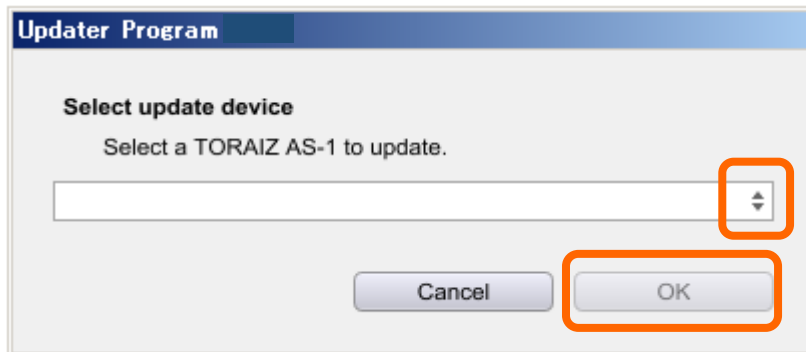 Updater Program
Select update device
Select a TORAIZ AS-1 to update.
Cancel
OK